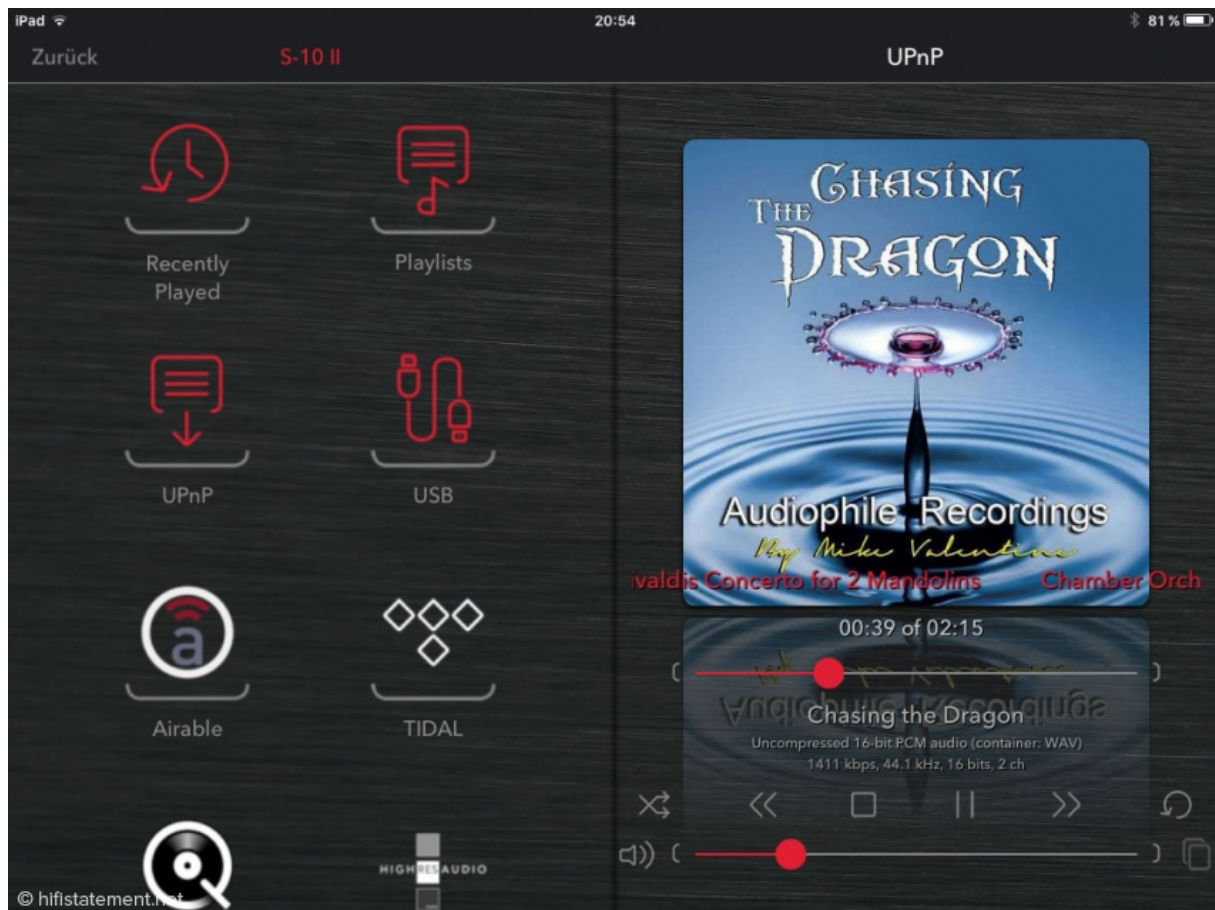 iPad 20:54 81 %
Zurück S-10 II UPnP
Recently
Played
Playlists
UPnP
USB
a
Airable
TIDAL
HIGHRESAUDIO
CHASING
THE
DRAGON
Audiophile Recordings
By Mike Valentine
ivaldis Concerto for 2 Mandolins Chamber Orch
00:39 of 02:15
Audiophile Recordings
Chasing the Dragon
Uncompressed 16-bit PCM audio (container: WAV)
1411 kbps, 44.1 kHz, 16 bits, 2 ch
© hifistatement.net